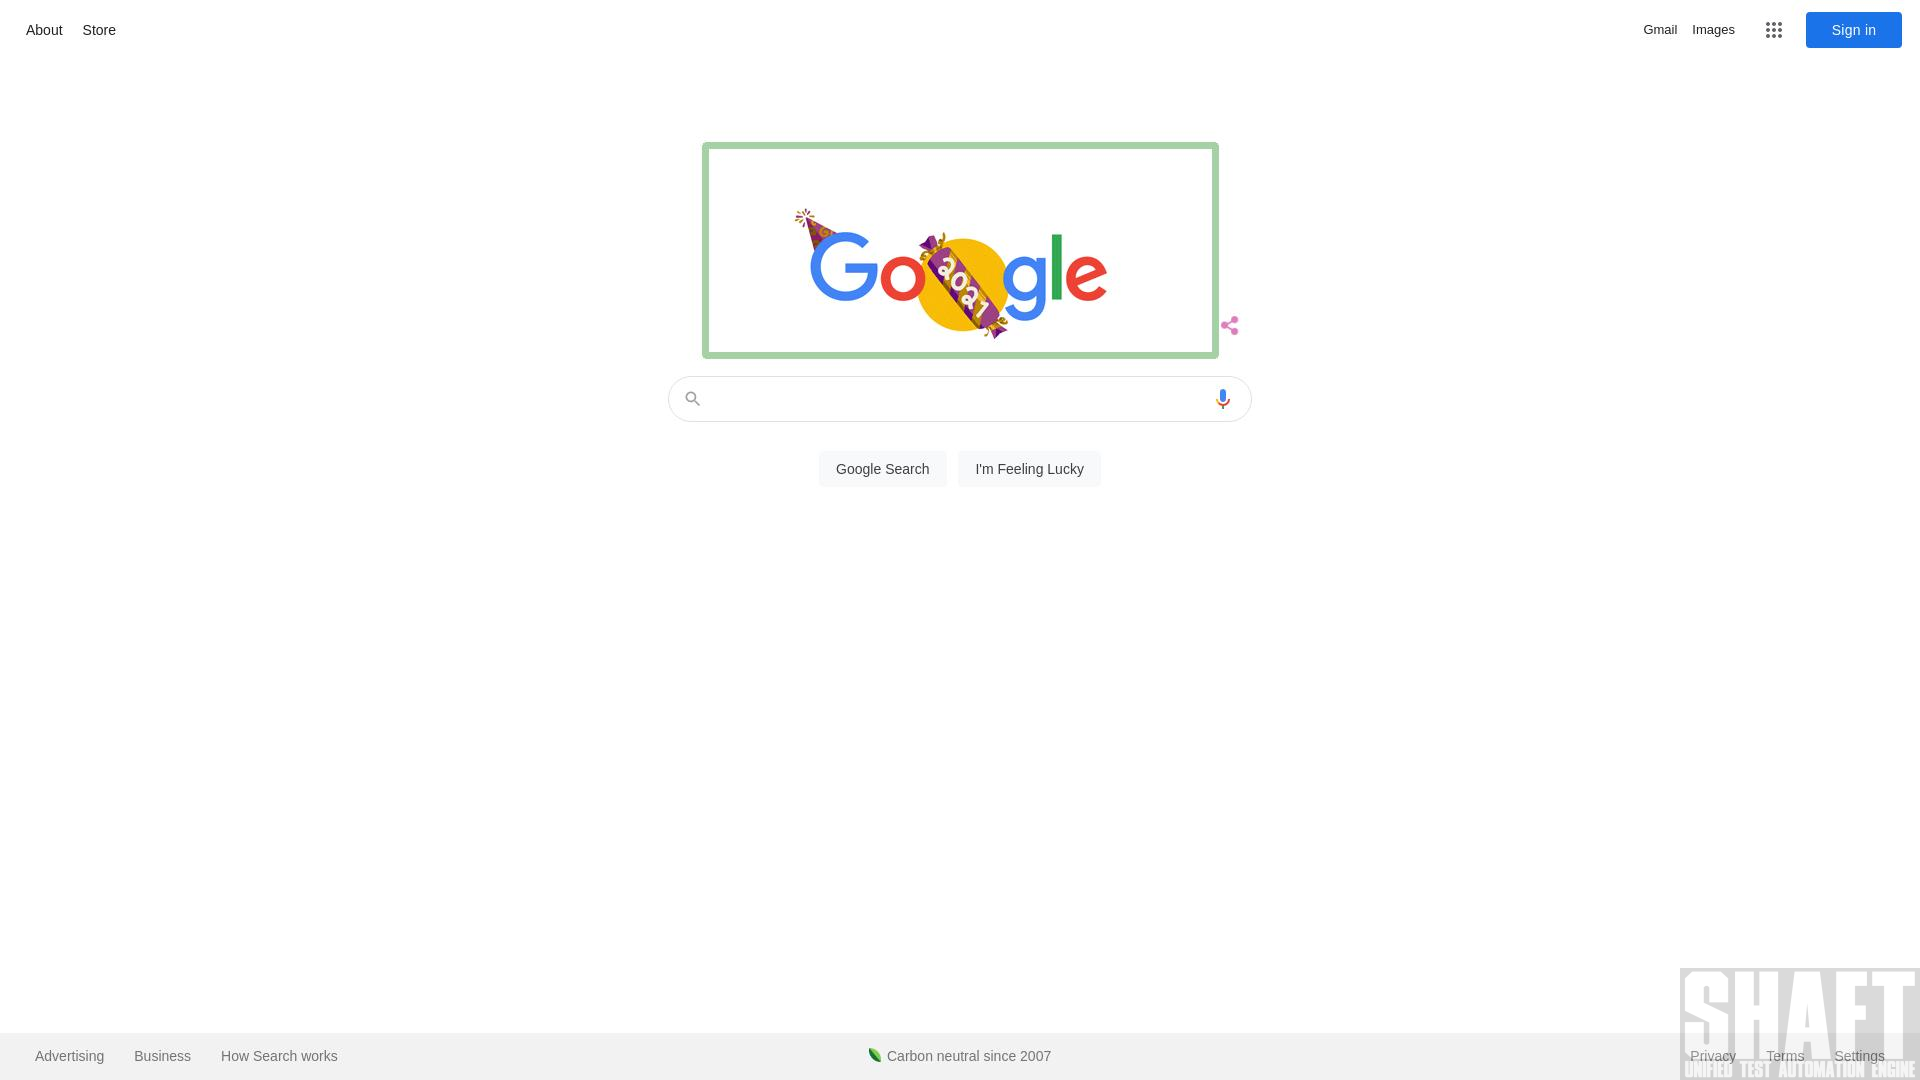 About Store
Gmail Images Sign in
Google
2021
Google Search I'm Feeling Lucky
SHAFT
UNIFIED TEST AUTOMATION ENGINE
Advertising Business How Search works
Carbon neutral since 2007
Privacy Terms Settings